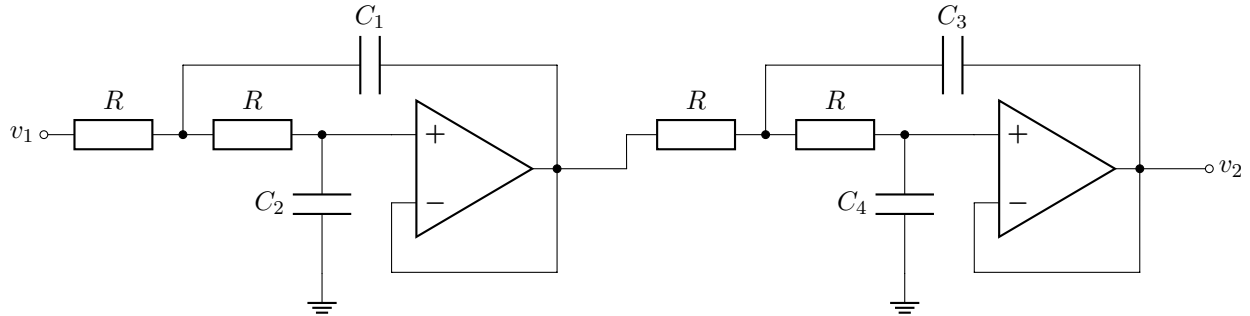 C₁
C₃
R
R
R
R
v₁
+
+
v₂
C₂
−
C₄
−